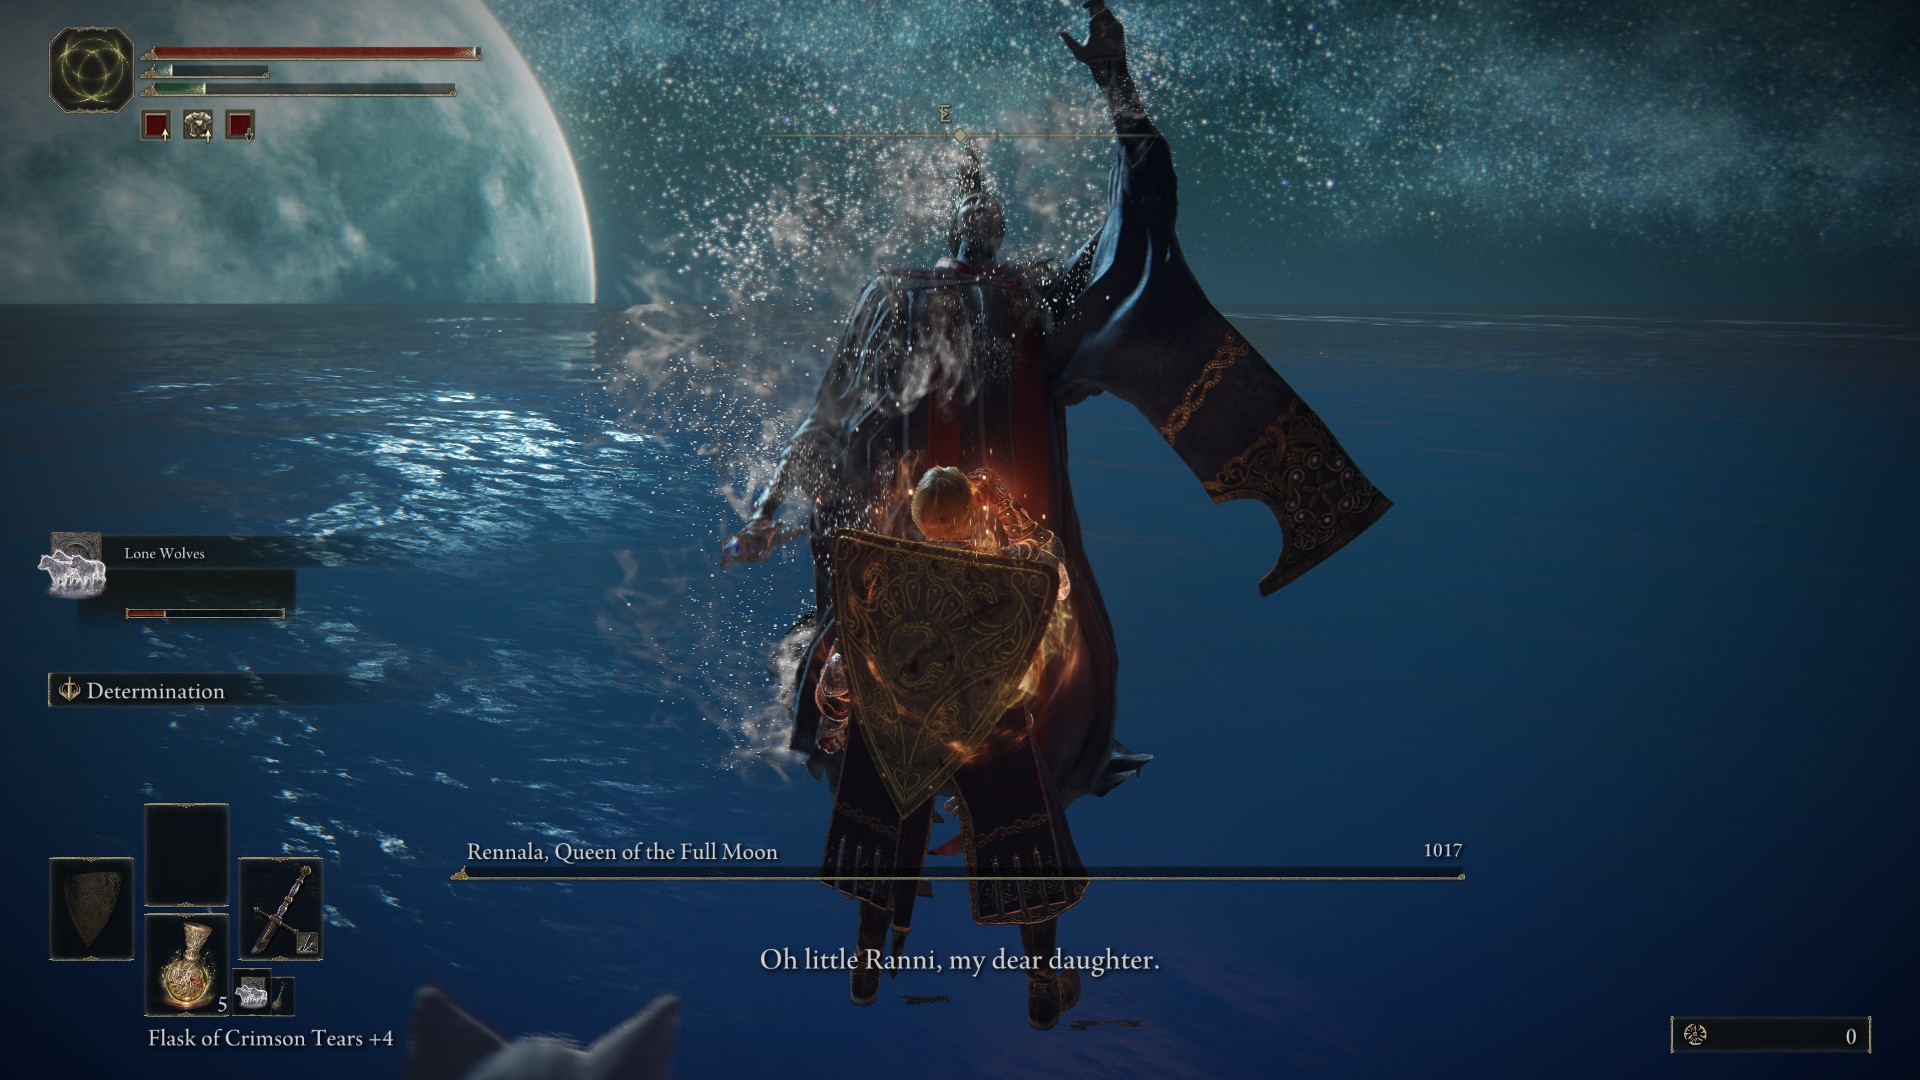 E
Lone Wolves
Determination
Rennala, Queen of the Full Moon
1017
Oh little Ranni, my dear daughter.
5
Flask of Crimson Tears +4
0